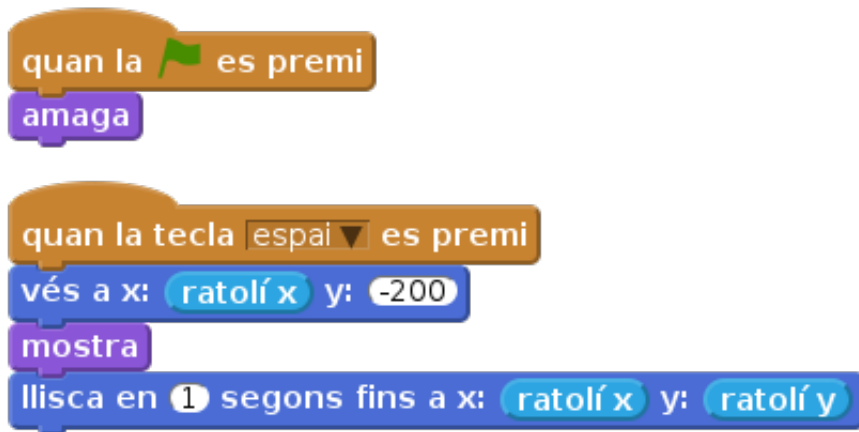 quan la es premi
amaga
quan la tecla espai es premi
vés a x: ratolí x y: -200
mostra
llisca en 1 segons fins a x: ratolí x y: ratolí y